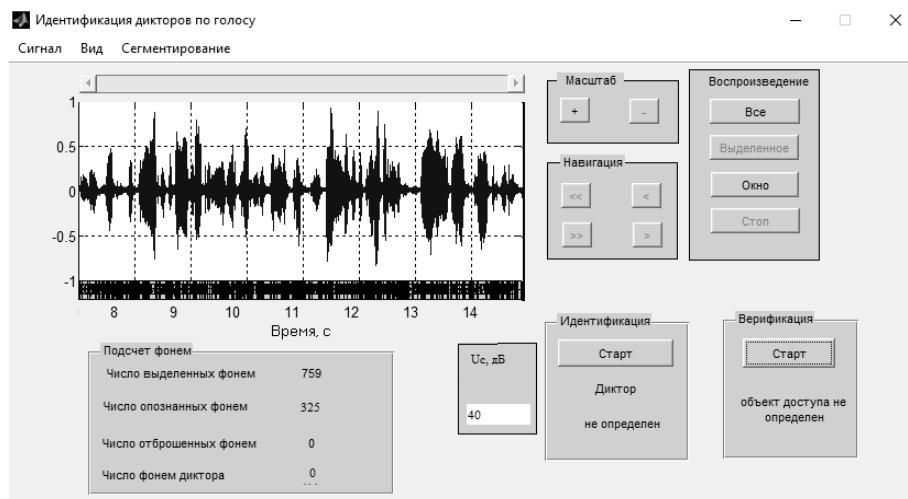 Идентификация дикторов по голосу
Сигнал Вид Сегментирование
1
0.5
0
-0.5
-1
8 9 10 11 12 13 14
Время, с
Масштаб
+ -
Навигация
<< <
>> >
Воспроизведение
Все
Выделенное
Окно
Стоп
Подсчет фонем
Число выделенных фонем 759
Число опознанных фонем 325
Число отброшенных фонем 0
Число фонем диктора 0
Uc, дБ
40
Идентификация
Старт
Диктор
не определен
Верификация
Старт
объект доступа не
определен